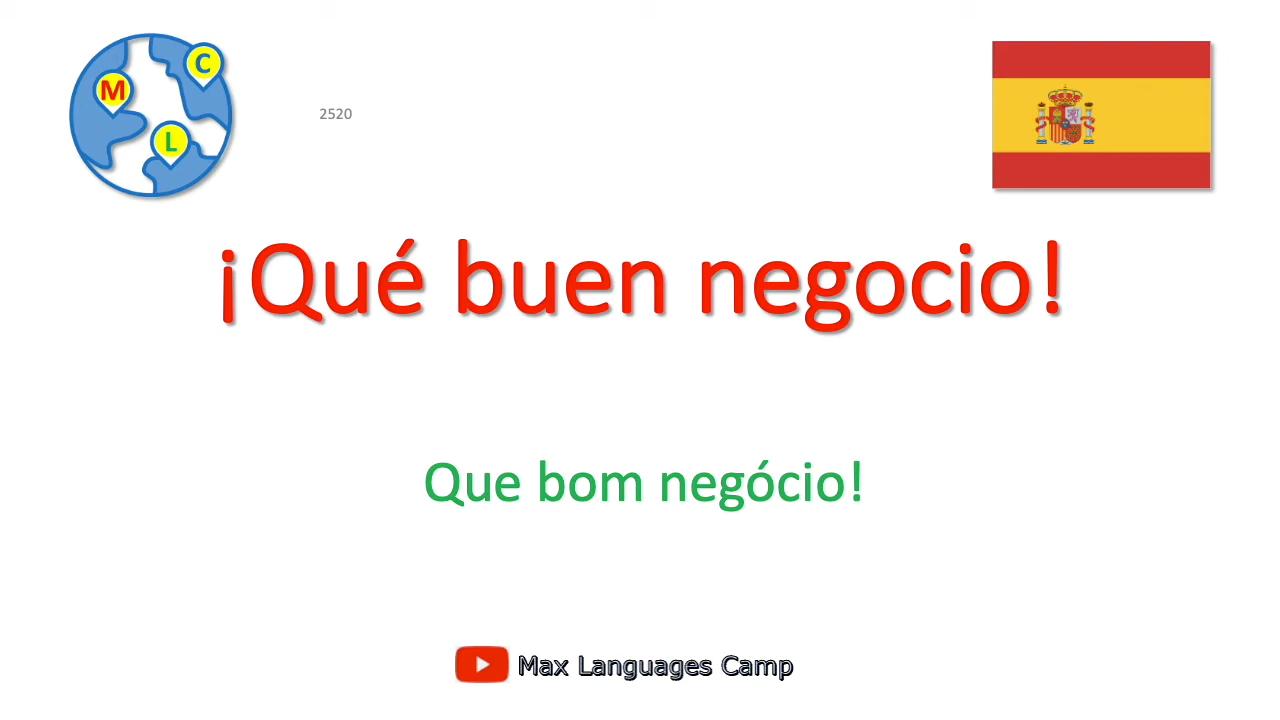 M
C
L
2520
¡Qué buen negocio!
Que bom negócio!
Max Languages Camp